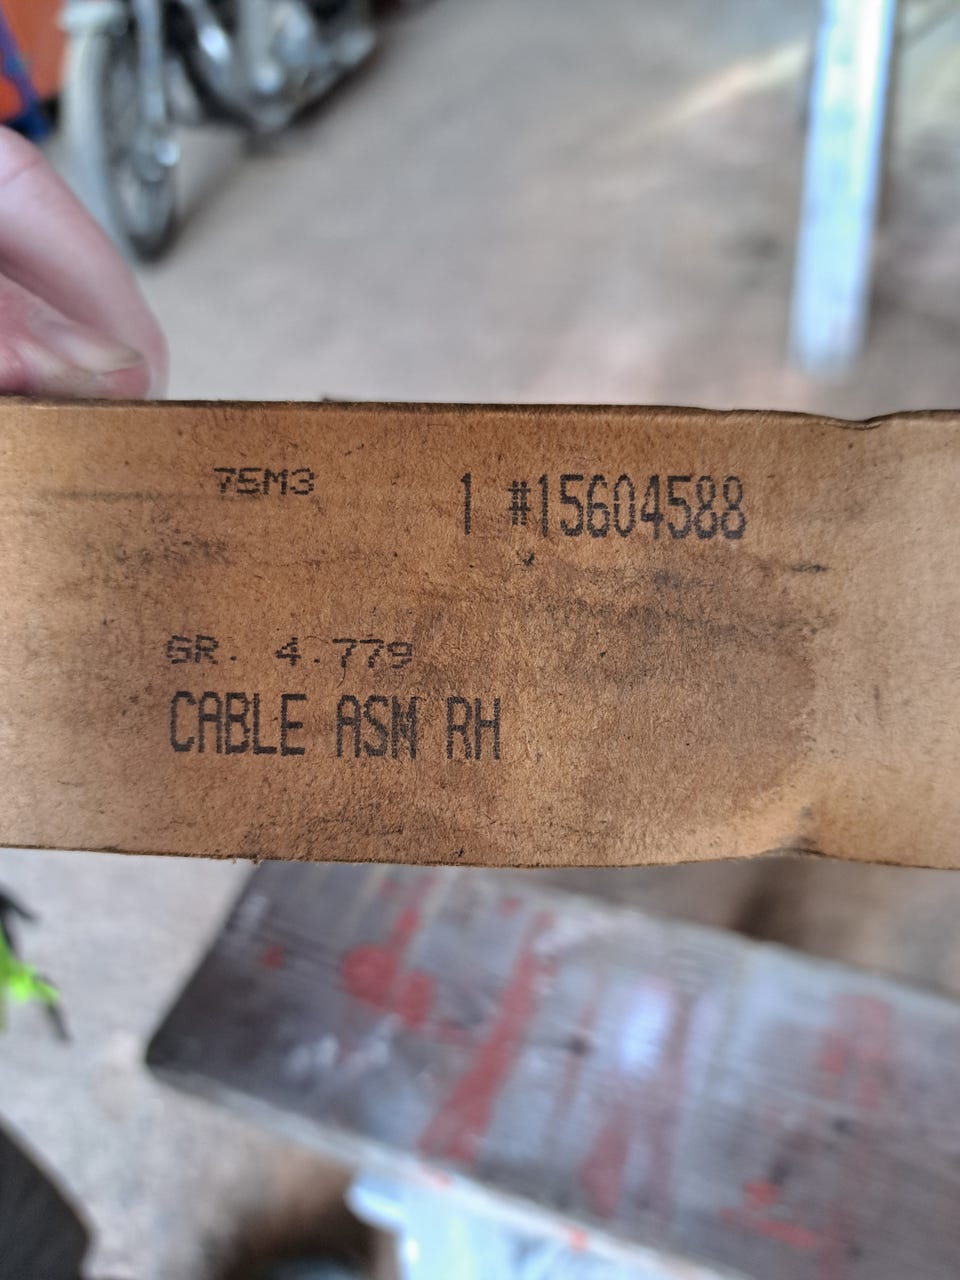 75M3 1 #15604588
GR. 4.779
CABLE ASM RH